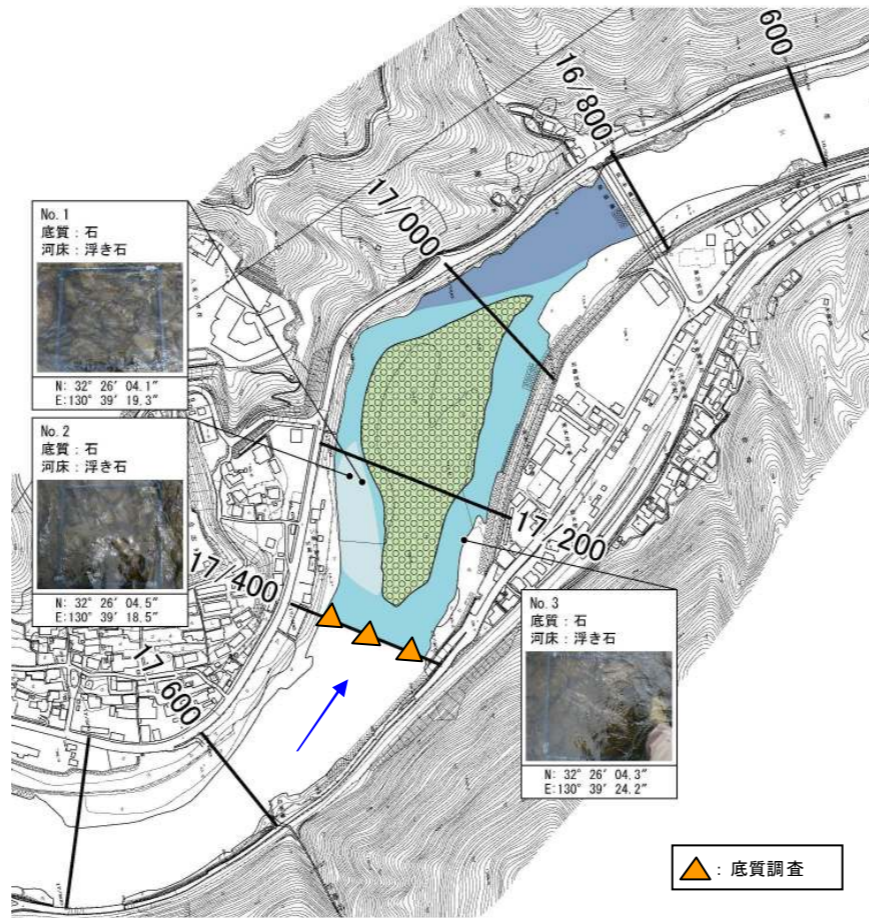 600
16/800
17/000
No. 1
底質：石
河床：浮き石
N: 32° 26′ 04.1″
E:130° 39′ 19.3″
No. 2
底質：石
河床：浮き石
N: 32° 26′ 04.5″
E:130° 39′ 18.5″
17/200
17/400
No. 3
底質：石
河床：浮き石
N: 32° 26′ 04.3″
E:130° 39′ 24.2″
17/600
：底質調査